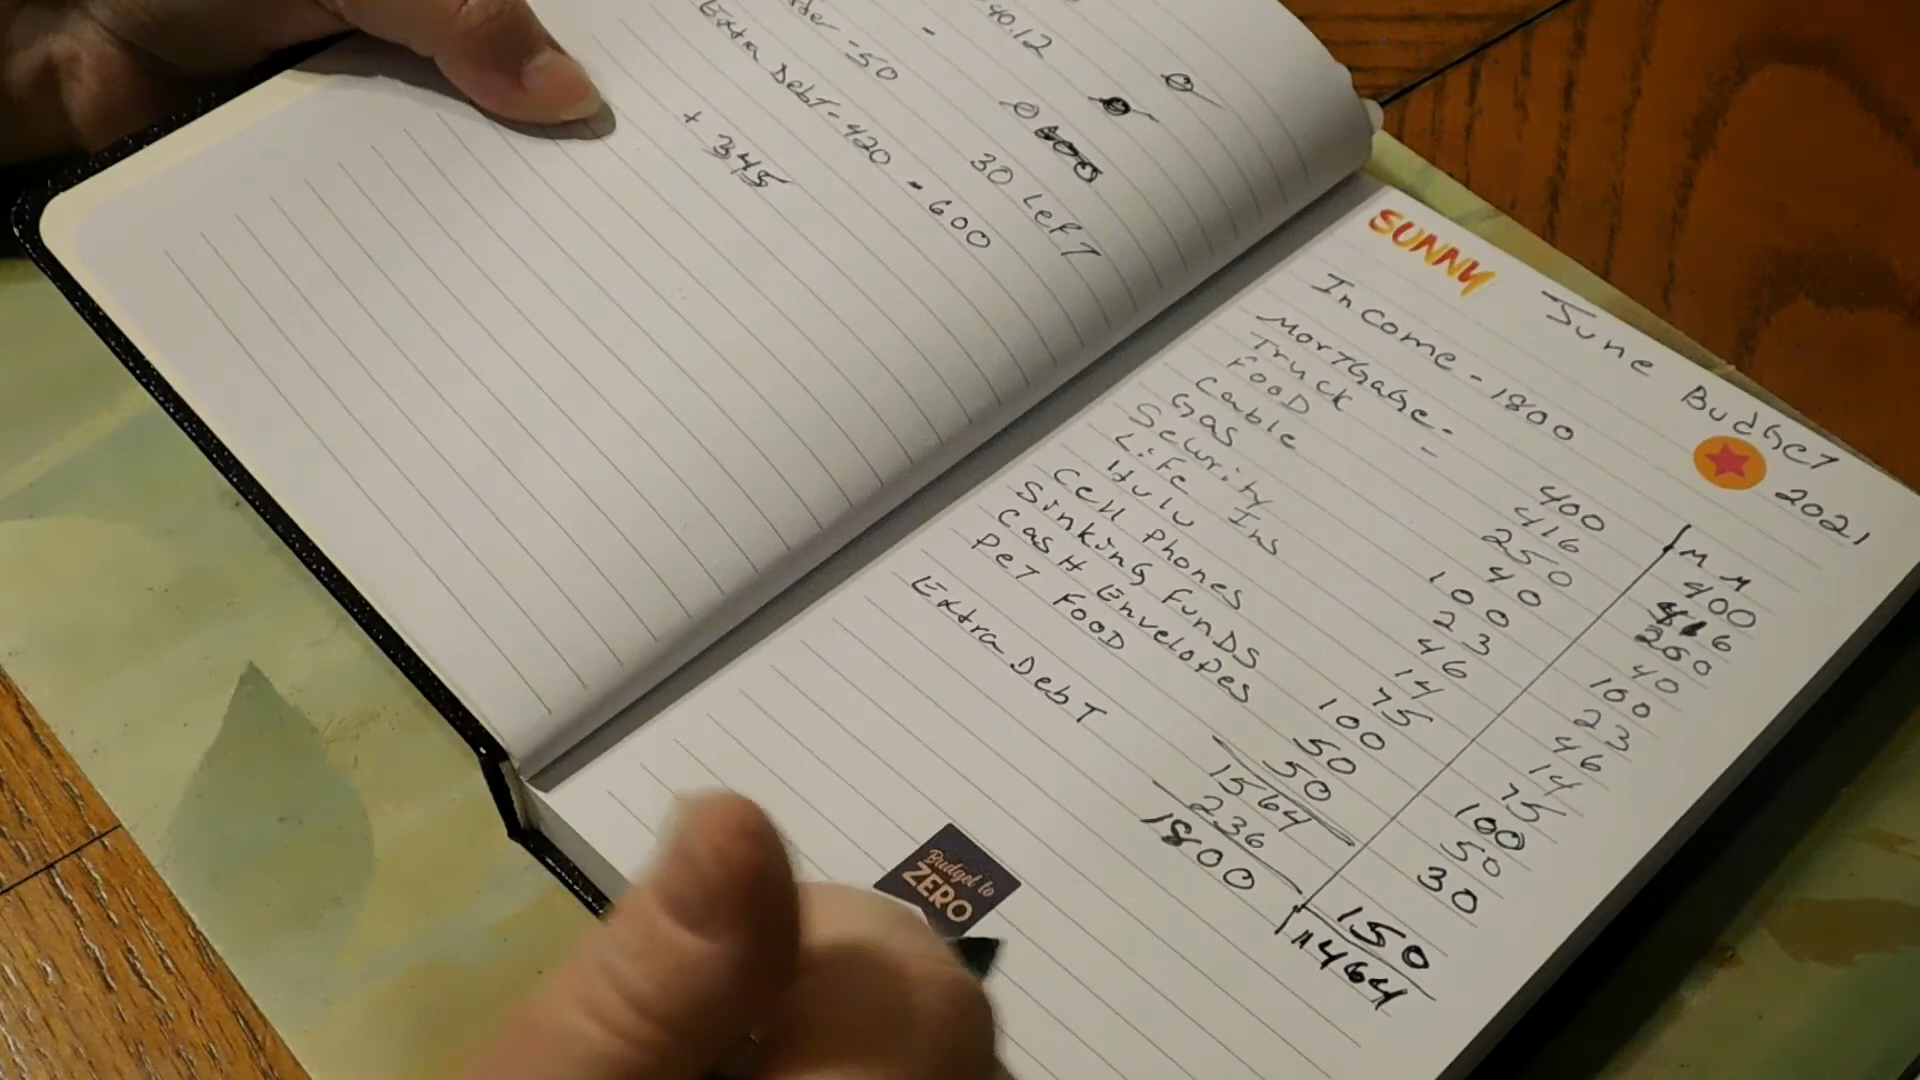 40.12
-50
Extra Debt - 420 - 600
30 Left
+ 345
SUNNY
June Budget 2021
Income - 1800
MM
Mortgage - 400 400
Truck - 416 416
Food 250 250
Cable 40 40
Gas 100 100
Security 23 23
Life Ins 46 46
Hulu 14 14
Cell Phones 75 75
Sinking Funds 100 100
Cash Envelopes 50 50
Pet Food 50 30
1564
Extra Debt 236 150
1800 1464
Budget to
ZERO